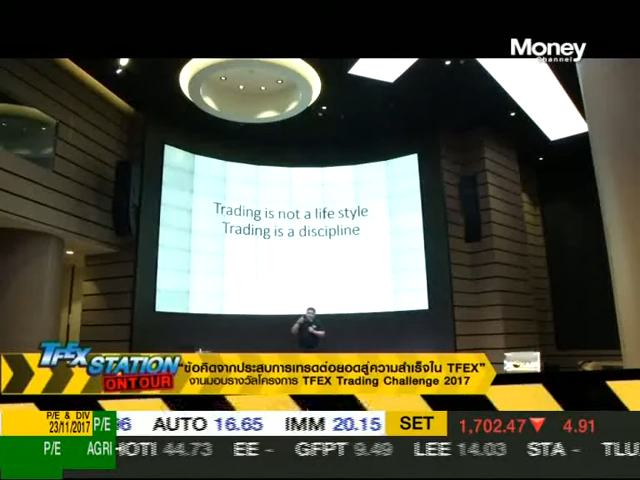 Money
Channel
Trading is not a life style
Trading is a discipline
TFEX STATION
ON TOUR
"ข้อคิดจากประสบการเทรดต่อยอดสู่ความสำเร็จใน TFEX"
งานมอบรางวัลโครงการ TFEX Trading Challenge 2017
P/E & DIV
23/11/2017
P/E 96 AUTO 16.65 IMM 20.15 SET 1,702.47 4.91
P/E AGRI HOTI 44.73 EE - GFPT 9.49 LEE 14.03 STA - TLU